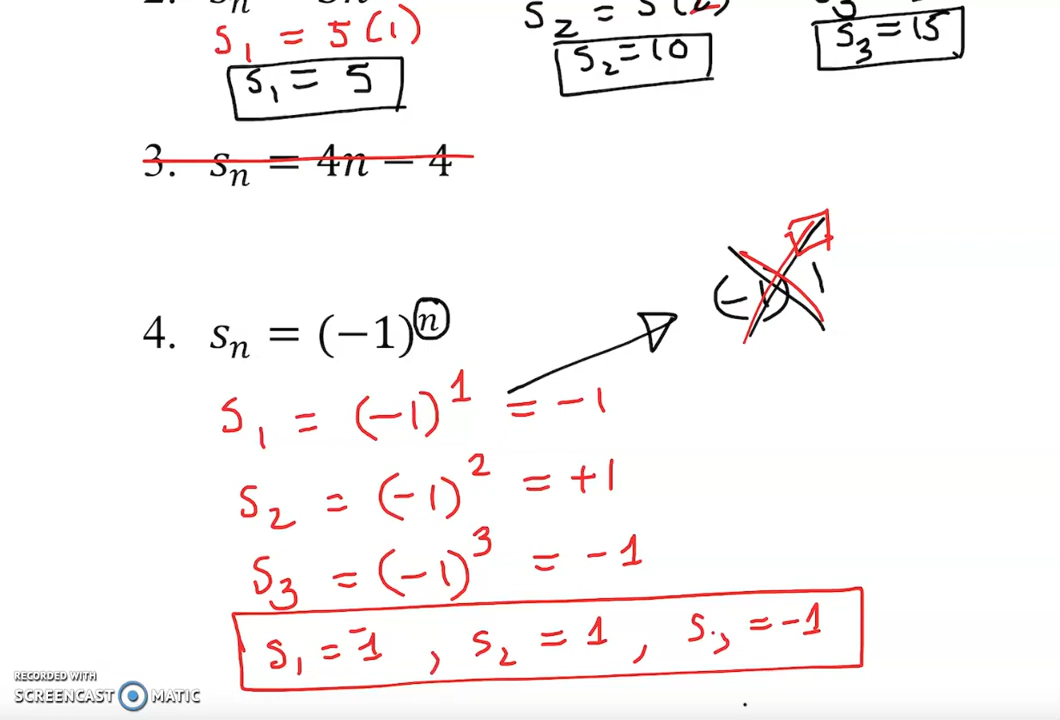 s₁ = 5(1)
s₂ =
s₁ = 5
s₂ = 10
s₃ = 15
3. sₙ = 4n − 4
(−1)¹
4. sₙ = (−1)ⁿ
s₁ = (−1)¹ = −1
s₂ = (−1)² = +1
s₃ = (−1)³ = −1
s₁ = −1 , s₂ = 1 , s₃ = −1
RECORDED WITH
SCREENCAST MATIC